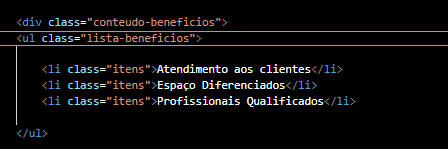 <div class="conteudo-beneficios">
<ul class="lista-beneficios">
<li class="itens">Atendimento aos clientes</li>
<li class="itens">Espaço Diferenciados</li>
<li class="itens">Profissionais Qualificados</li>
</ul>